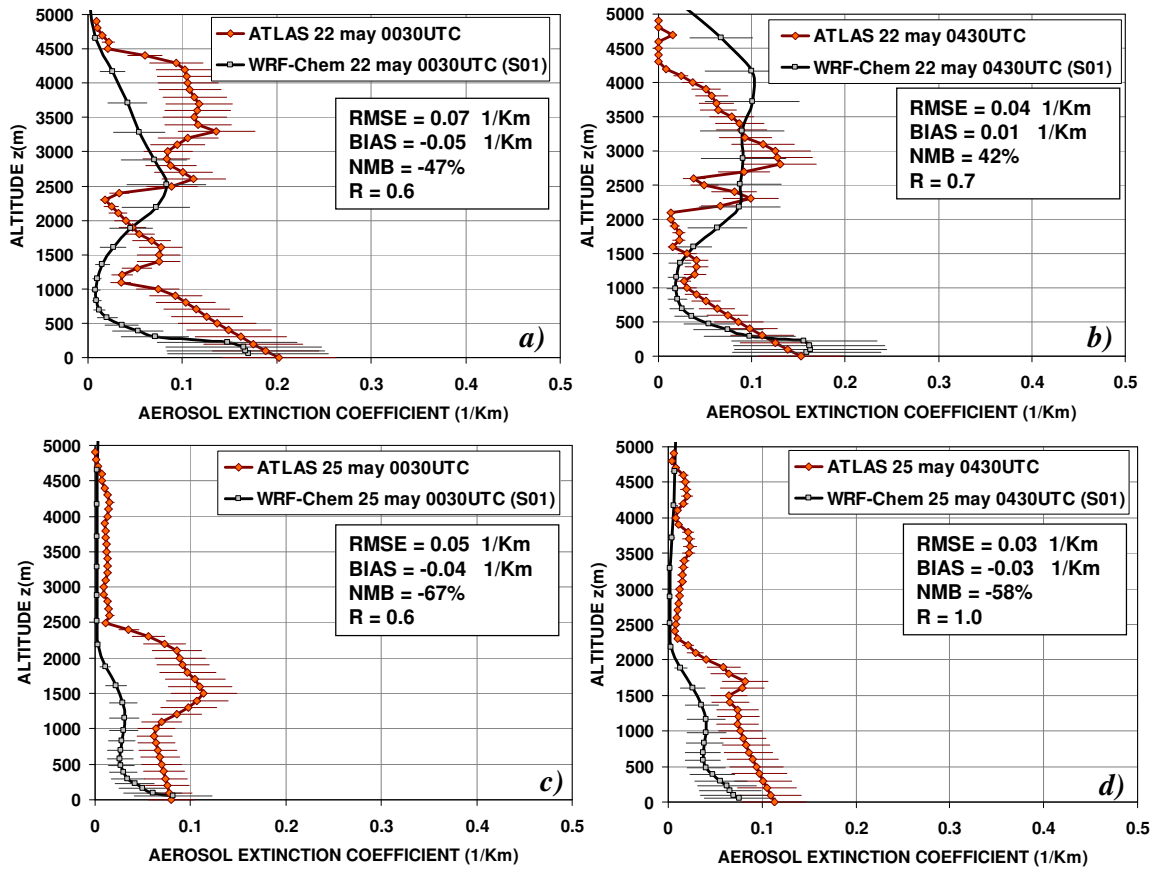 5000
4500
4000
3500
3000
2500
2000
1500
1000
500
0
ALTITUDE z(m)
ATLAS 22 may 0030UTC
WRF-Chem 22 may 0030UTC (S01)
RMSE = 0.07 1/Km
BIAS = -0.05 1/Km
NMB = -47%
R = 0.6
a)
0 0.1 0.2 0.3 0.4 0.5
AEROSOL EXTINCTION COEFFICIENT (1/Km)
5000
4500
4000
3500
3000
2500
2000
1500
1000
500
0
ALTITUDE z(m)
ATLAS 22 may 0430UTC
WRF-Chem 22 may 0430UTC (S01)
RMSE = 0.04 1/Km
BIAS = 0.01 1/Km
NMB = 42%
R = 0.7
b)
0 0.1 0.2 0.3 0.4 0.5
AEROSOL EXTINCTION COEFFICIENT (1/Km)
5000
4500
4000
3500
3000
2500
2000
1500
1000
500
0
ALTITUDE z(m)
ATLAS 25 may 0030UTC
WRF-Chem 25 may 0030UTC (S01)
RMSE = 0.05 1/Km
BIAS = -0.04 1/Km
NMB = -67%
R = 0.6
c)
0 0.1 0.2 0.3 0.4 0.5
AEROSOL EXTINCTION COEFFICIENT (1/Km)
5000
4500
4000
3500
3000
2500
2000
1500
1000
500
0
ALTITUDE z(m)
ATLAS 25 may 0430UTC
WRF-Chem 25 may 0430UTC (S01)
RMSE = 0.03 1/Km
BIAS = -0.03 1/Km
NMB = -58%
R = 1.0
d)
0 0.1 0.2 0.3 0.4 0.5
AEROSOL EXTINCTION COEFFICIENT (1/Km)